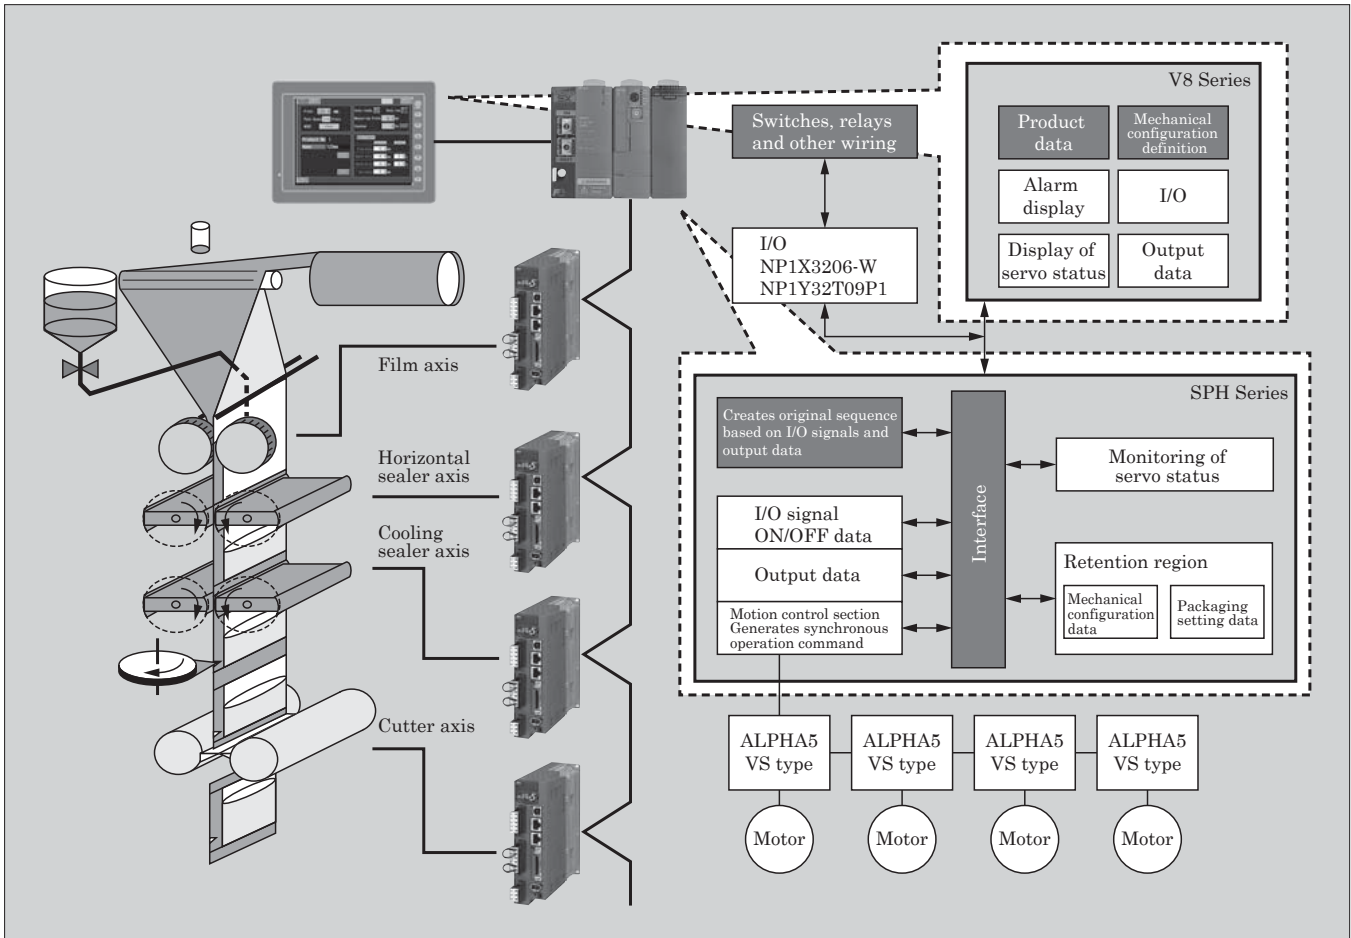 V8 Series
Product
data
Mechanical
configuration
definition
Alarm
display
I/O
Display of
servo status
Output
data
Switches, relays
and other wiring
I/O
NP1X3206-W
NP1Y32T09P1
Film axis
Horizontal
sealer axis
Cooling
sealer axis
Cutter axis
SPH Series
Creates original sequence
based on I/O signals and
output data
I/O signal
ON/OFF data
Output data
Motion control section
Generates synchronous
operation command
Interface
Monitoring of
servo status
Retention region
Mechanical
configuration
data
Packaging
setting data
ALPHA5
VS type
ALPHA5
VS type
ALPHA5
VS type
ALPHA5
VS type
Motor
Motor
Motor
Motor